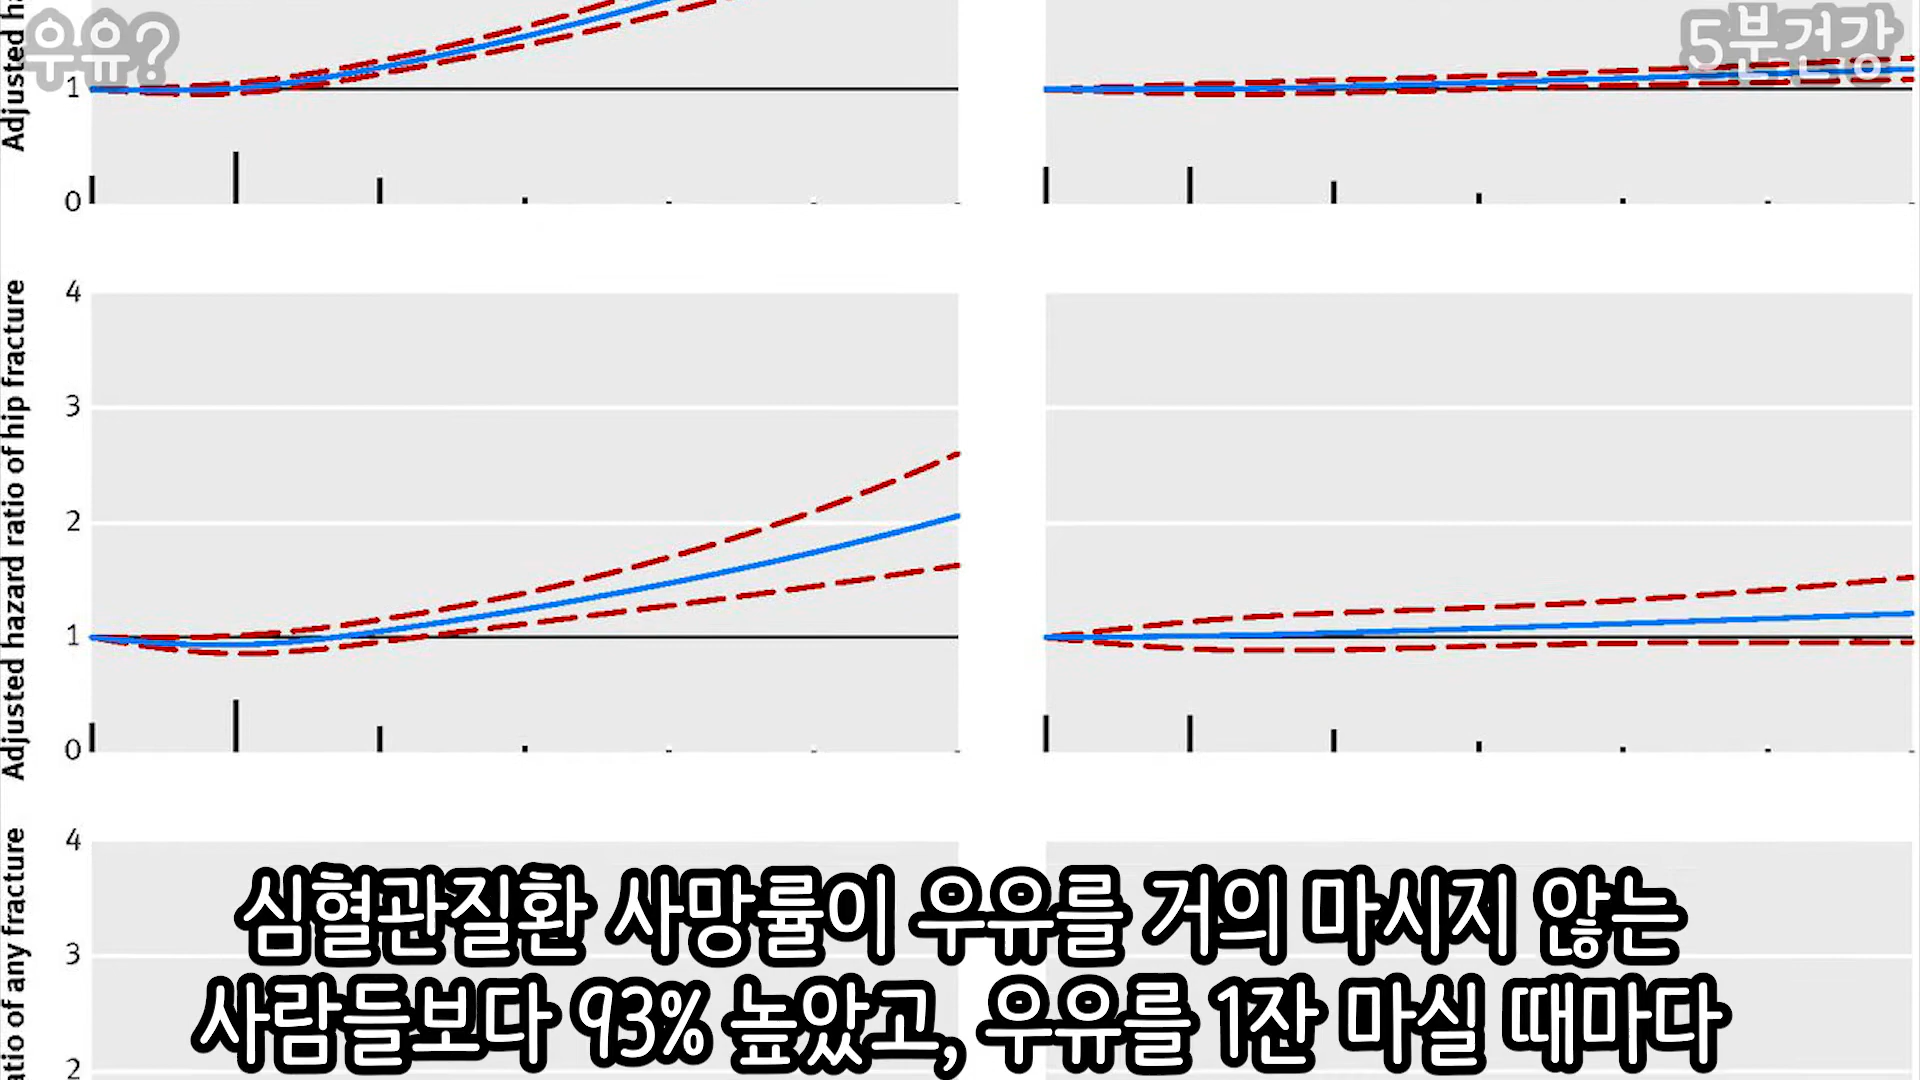 우유?
5분건강
Adjusted ha
1
0
Adjusted hazard ratio of hip fracture
4
3
2
1
0
ratio of any fracture
4
3
2
심혈관질환 사망률이 우유를 거의 마시지 않는
사람들보다 93% 높았고, 우유를 1잔 마실 때마다